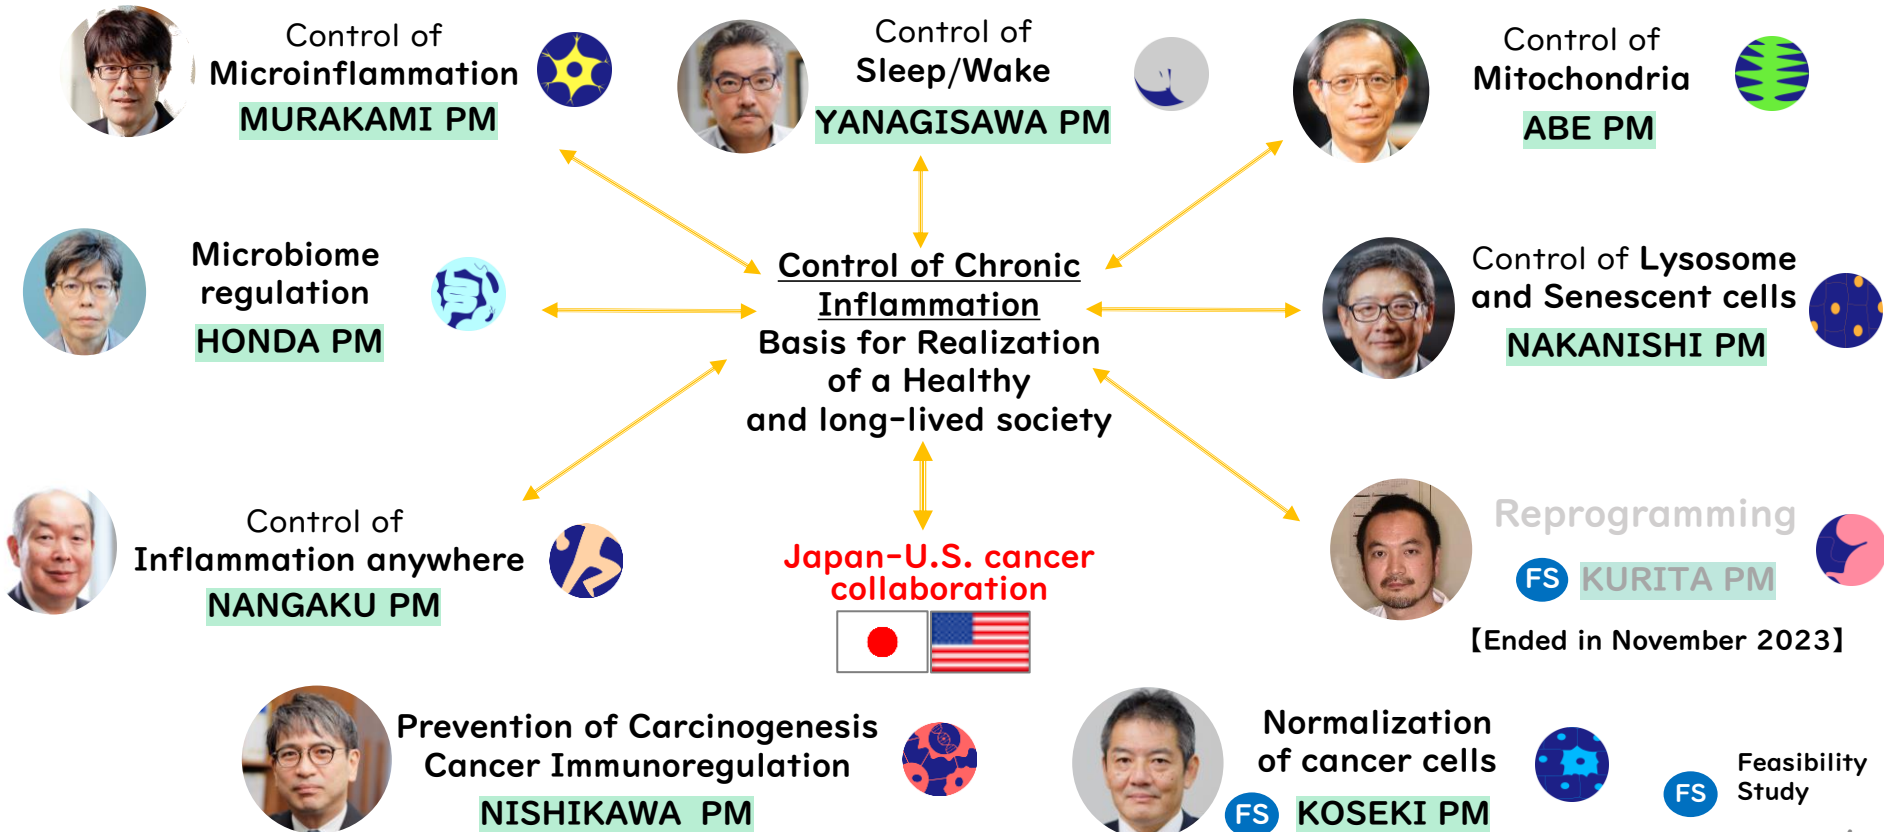 Control of
Microinflammation
MURAKAMI PM
Control of
Sleep/Wake
YANAGISAWA PM
Control of
Mitochondria
ABE PM
Microbiome
regulation
HONDA PM
Control of Chronic
Inflammation
Basis for Realization
of a Healthy
and long-lived society
Control of Lysosome
and Senescent cells
NAKANISHI PM
Control of
Inflammation anywhere
NANGAKU PM
Japan-U.S. cancer
collaboration
Reprogramming
FS KURITA PM
【Ended in November 2023】
Prevention of Carcinogenesis
Cancer Immunoregulation
NISHIKAWA PM
Normalization
of cancer cells
FS KOSEKI PM
FS Feasibility
Study